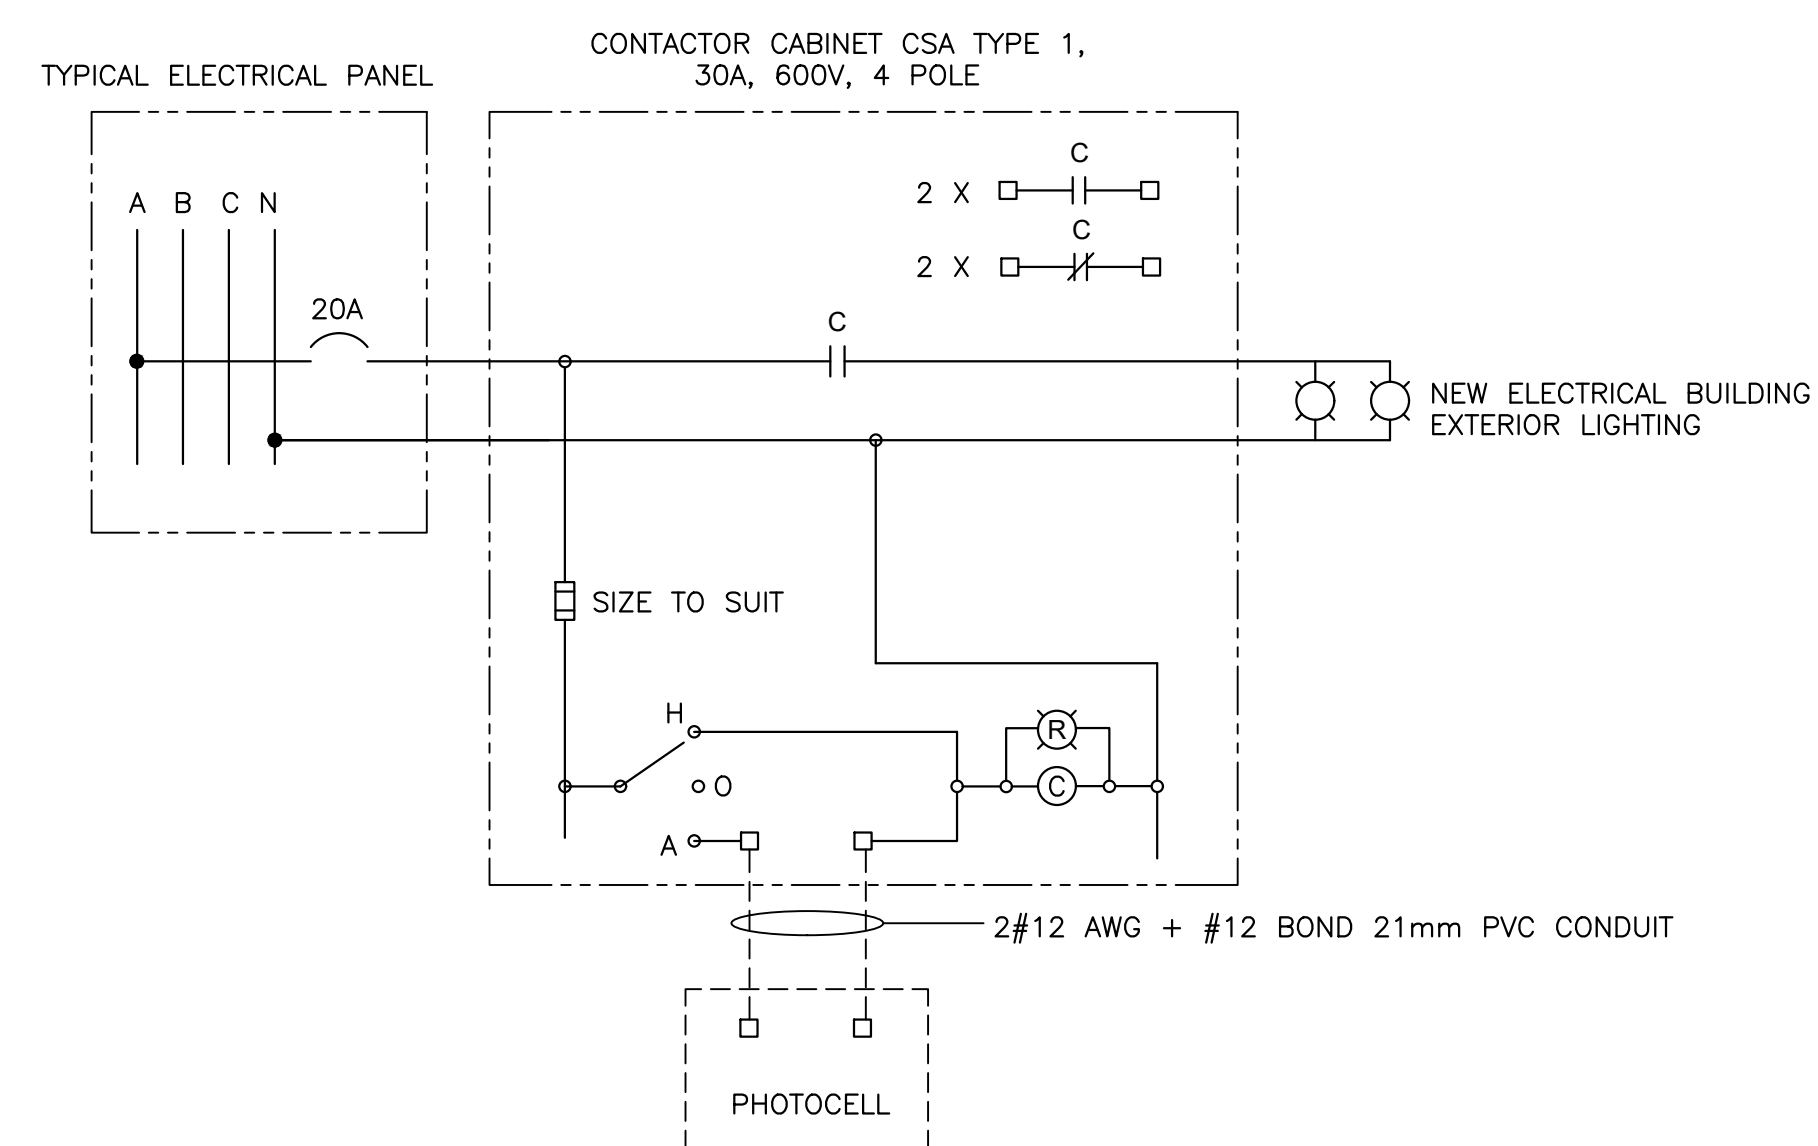 CONTACTOR CABINET CSA TYPE 1,
30A, 600V, 4 POLE
TYPICAL ELECTRICAL PANEL
C
2 X
C
2 X
A B C N
20A
C
NEW ELECTRICAL BUILDING
EXTERIOR LIGHTING
SIZE TO SUIT
H
R
O
C
A
2#12 AWG + #12 BOND 21mm PVC CONDUIT
PHOTOCELL